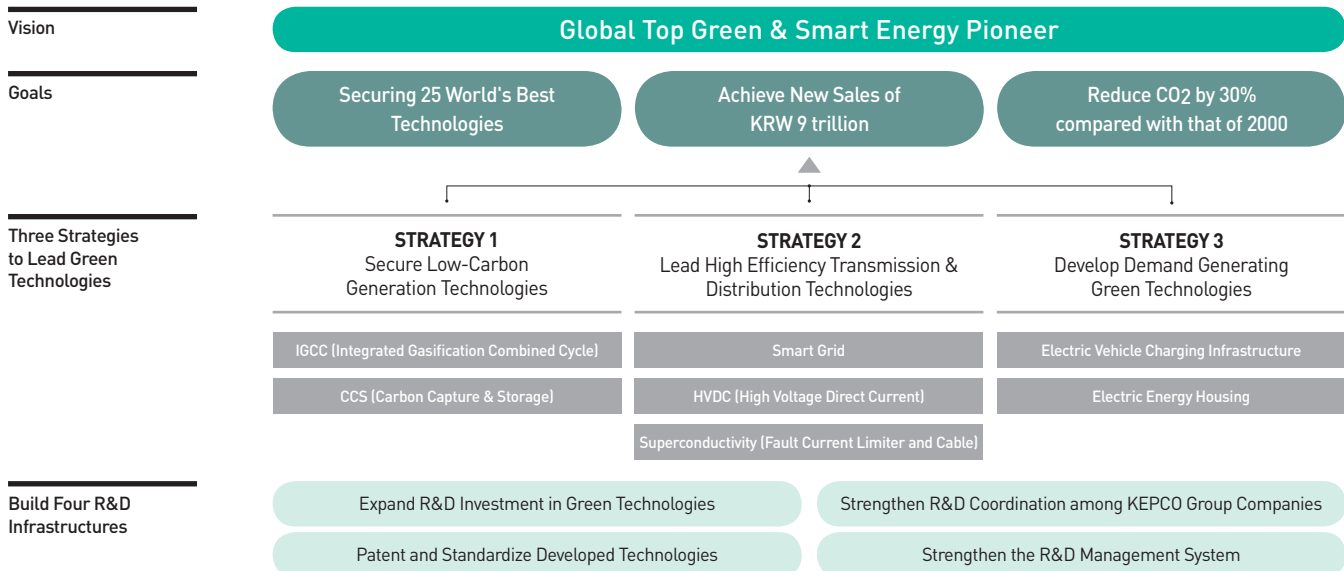 Vision
Global Top Green & Smart Energy Pioneer
Goals
Securing 25 World's Best
Technologies
Achieve New Sales of
KRW 9 trillion
Reduce CO2 by 30%
compared with that of 2000
Three Strategies
to Lead Green
Technologies
STRATEGY 1
Secure Low-Carbon
Generation Technologies
IGCC (Integrated Gasification Combined Cycle)
CCS (Carbon Capture & Storage)
STRATEGY 2
Lead High Efficiency Transmission &
Distribution Technologies
Smart Grid
HVDC (High Voltage Direct Current)
Superconductivity (Fault Current Limiter and Cable)
STRATEGY 3
Develop Demand Generating
Green Technologies
Electric Vehicle Charging Infrastructure
Electric Energy Housing
Build Four R&D
Infrastructures
Expand R&D Investment in Green Technologies
Strengthen R&D Coordination among KEPCO Group Companies
Patent and Standardize Developed Technologies
Strengthen the R&D Management System